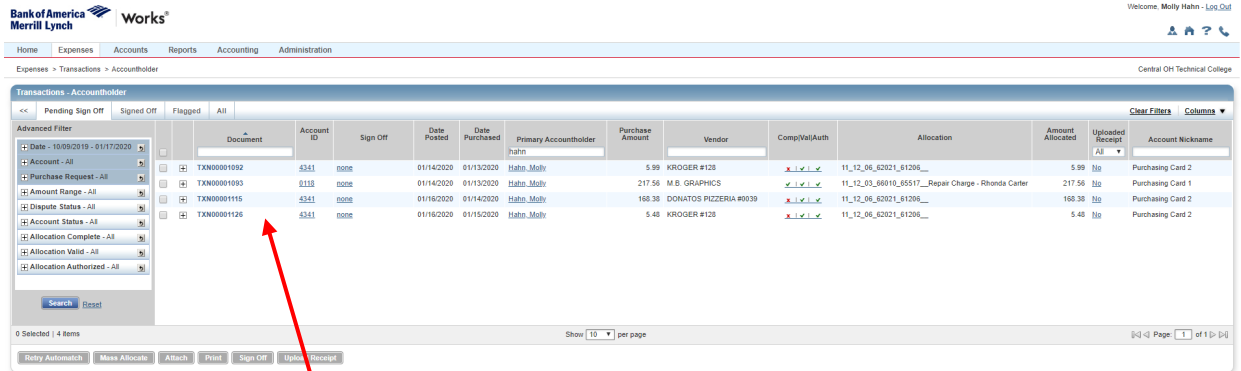 Bank of America
Merrill Lynch
Works®
Welcome, Molly Hahn - Log Out
Home Expenses Accounts Reports Accounting Administration
Expenses > Transactions > Accountholder Central OH Technical College
Transactions - Accountholder
<< Pending Sign Off Signed Off Flagged All Clear Filters Columns ▼
Advanced Filter
Date - 10/09/2019 - 01/17/2020
Account - All
Purchase Request - All
Amount Range - All
Dispute Status - All
Account Status - All
Allocation Complete - All
Allocation Valid - All
Allocation Authorized - All
Search Reset
Document Account ID Sign Off Date Posted Date Purchased Primary Accountholder Purchase Amount Vendor Comp|Val|Auth Allocation Amount Allocated Uploaded Receipt Account Nickname
hahn All ▼
TXN00001092 4341 none 01/14/2020 01/13/2020 Hahn, Molly 5.99 KROGER #128 x | ✓ | ✓ 11_12_06_62021_61206__ 5.99 No Purchasing Card 2
TXN00001093 0118 none 01/14/2020 01/13/2020 Hahn, Molly 217.56 M.B. GRAPHICS ✓ | ✓ | ✓ 11_12_03_66010_65517__Repair Charge - Rhonda Carter 217.56 No Purchasing Card 1
TXN00001115 4341 none 01/16/2020 01/14/2020 Hahn, Molly 168.38 DONATOS PIZZERIA #0039 x | ✓ | ✓ 11_12_06_62021_61206__ 168.38 No Purchasing Card 2
TXN00001126 4341 none 01/16/2020 01/15/2020 Hahn, Molly 5.48 KROGER #128 x | ✓ | ✓ 11_12_06_62021_61206__ 5.48 No Purchasing Card 2
0 Selected | 4 items Show 10 ▼ per page Page: 1 of 1
Retry Automatch Mass Allocate Attach Print Sign Off Upload Receipt